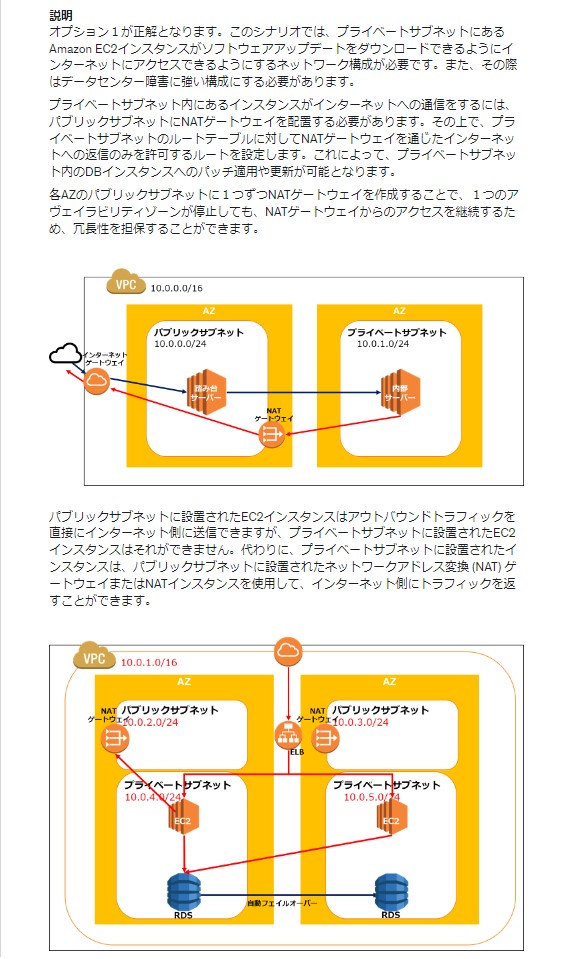 説明
オプション１が正解となります。このシナリオでは、プライベートサブネットにある
Amazon EC2インスタンスがソフトウェアアップデートをダウンロードできるようにイ
ンターネットにアクセスできるようにするネットワーク構成が必要です。また、その際
はデータセンター障害に強い構成にする必要があります。
プライベートサブネット内にあるインスタンスがインターネットへの通信をするには、
パブリックサブネットにNATゲートウェイを配置する必要があります。その上で、プラ
イベートサブネットのルートテーブルに対してNATゲートウェイを通じたインターネッ
トへの返信のみを許可するルートを設定します。これによって、プライベートサブネッ
ト内のDBインスタンスへのパッチ適用や更新が可能となります。
各AZのパブリックサブネットに１つずつNATゲートウェイを作成することで、１つのア
ヴェイラビリティゾーンが停止しても、NATゲートウェイからのアクセスを継続するた
め、冗長性を担保することができます。
VPC 10.0.0.0/16
AZ AZ
パブリックサブネット プライベートサブネット
10.0.0.0/24 10.0.1.0/24
インターネット
ゲートウェイ
踏み台
サーバー
内部
サーバー
NAT
ゲートウェイ
パブリックサブネットに設置されたEC2インスタンスはアウトバウンドトラフィックを
直接にインターネット側に送信できますが、プライベートサブネットに設置されたEC2
インスタンスはそれができません。代わりに、プライベートサブネットに設置されたイ
ンスタンスは、パブリックサブネットに設置されたネットワークアドレス変換 (NAT) ゲ
ートウェイまたはNATインスタンスを使用して、インターネット側にトラフィックを返
すことができます。
VPC 10.0.1.0/16
AZ AZ
NAT パブリックサブネット NAT パブリックサブネット
ゲートウェイ 10.0.2.0/24 ゲートウェイ 10.0.3.0/24
ELB
プライベートサブネット プライベートサブネット
10.0.4.0/24 10.0.5.0/24
EC2 EC2
自動フェイルオーバー
RDS RDS